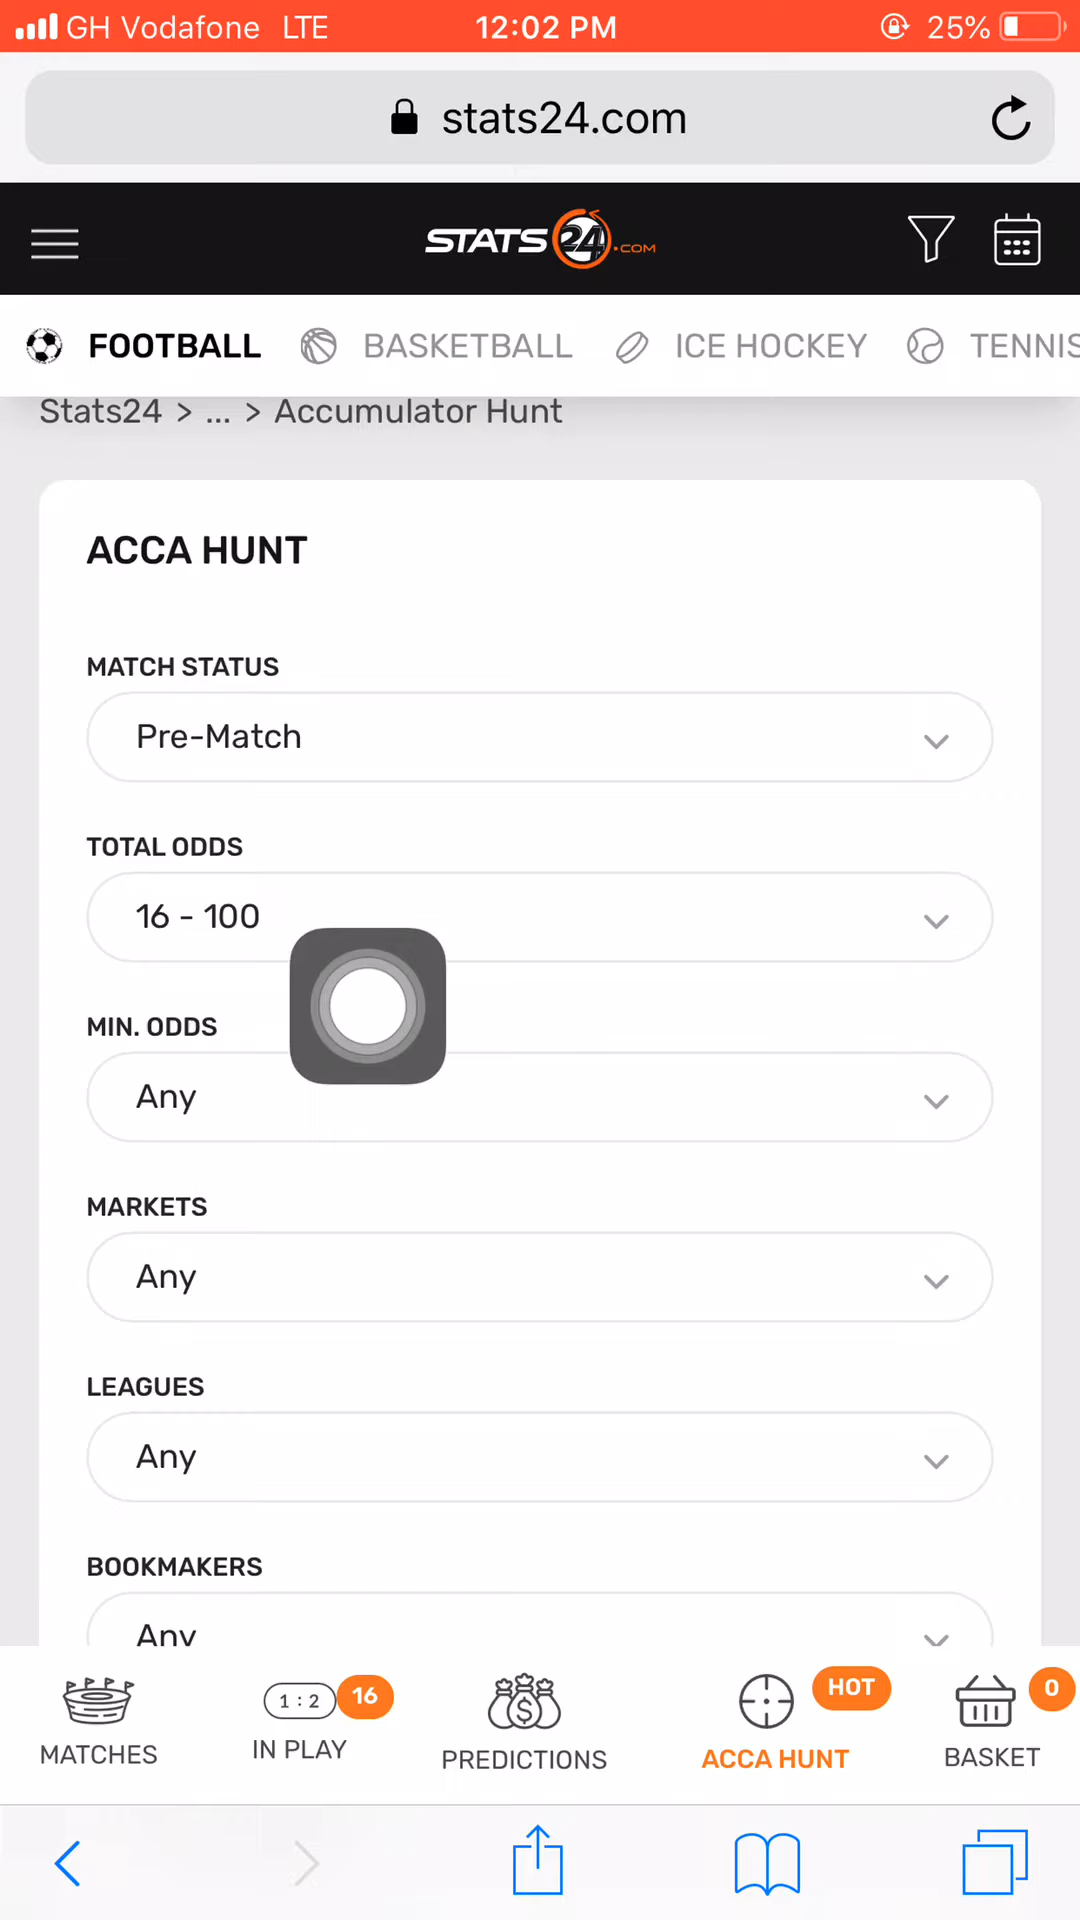 GH Vodafone LTE 12:02 PM 25%
stats24.com
STATS 24 .COM
FOOTBALL BASKETBALL ICE HOCKEY TENNIS
Stats24 > ... > Accumulator Hunt
ACCA HUNT
MATCH STATUS
Pre-Match
TOTAL ODDS
16 - 100
MIN. ODDS
Any
MARKETS
Any
LEAGUES
Any
BOOKMAKERS
Any
1 : 2 16 HOT 0
MATCHES IN PLAY PREDICTIONS ACCA HUNT BASKET